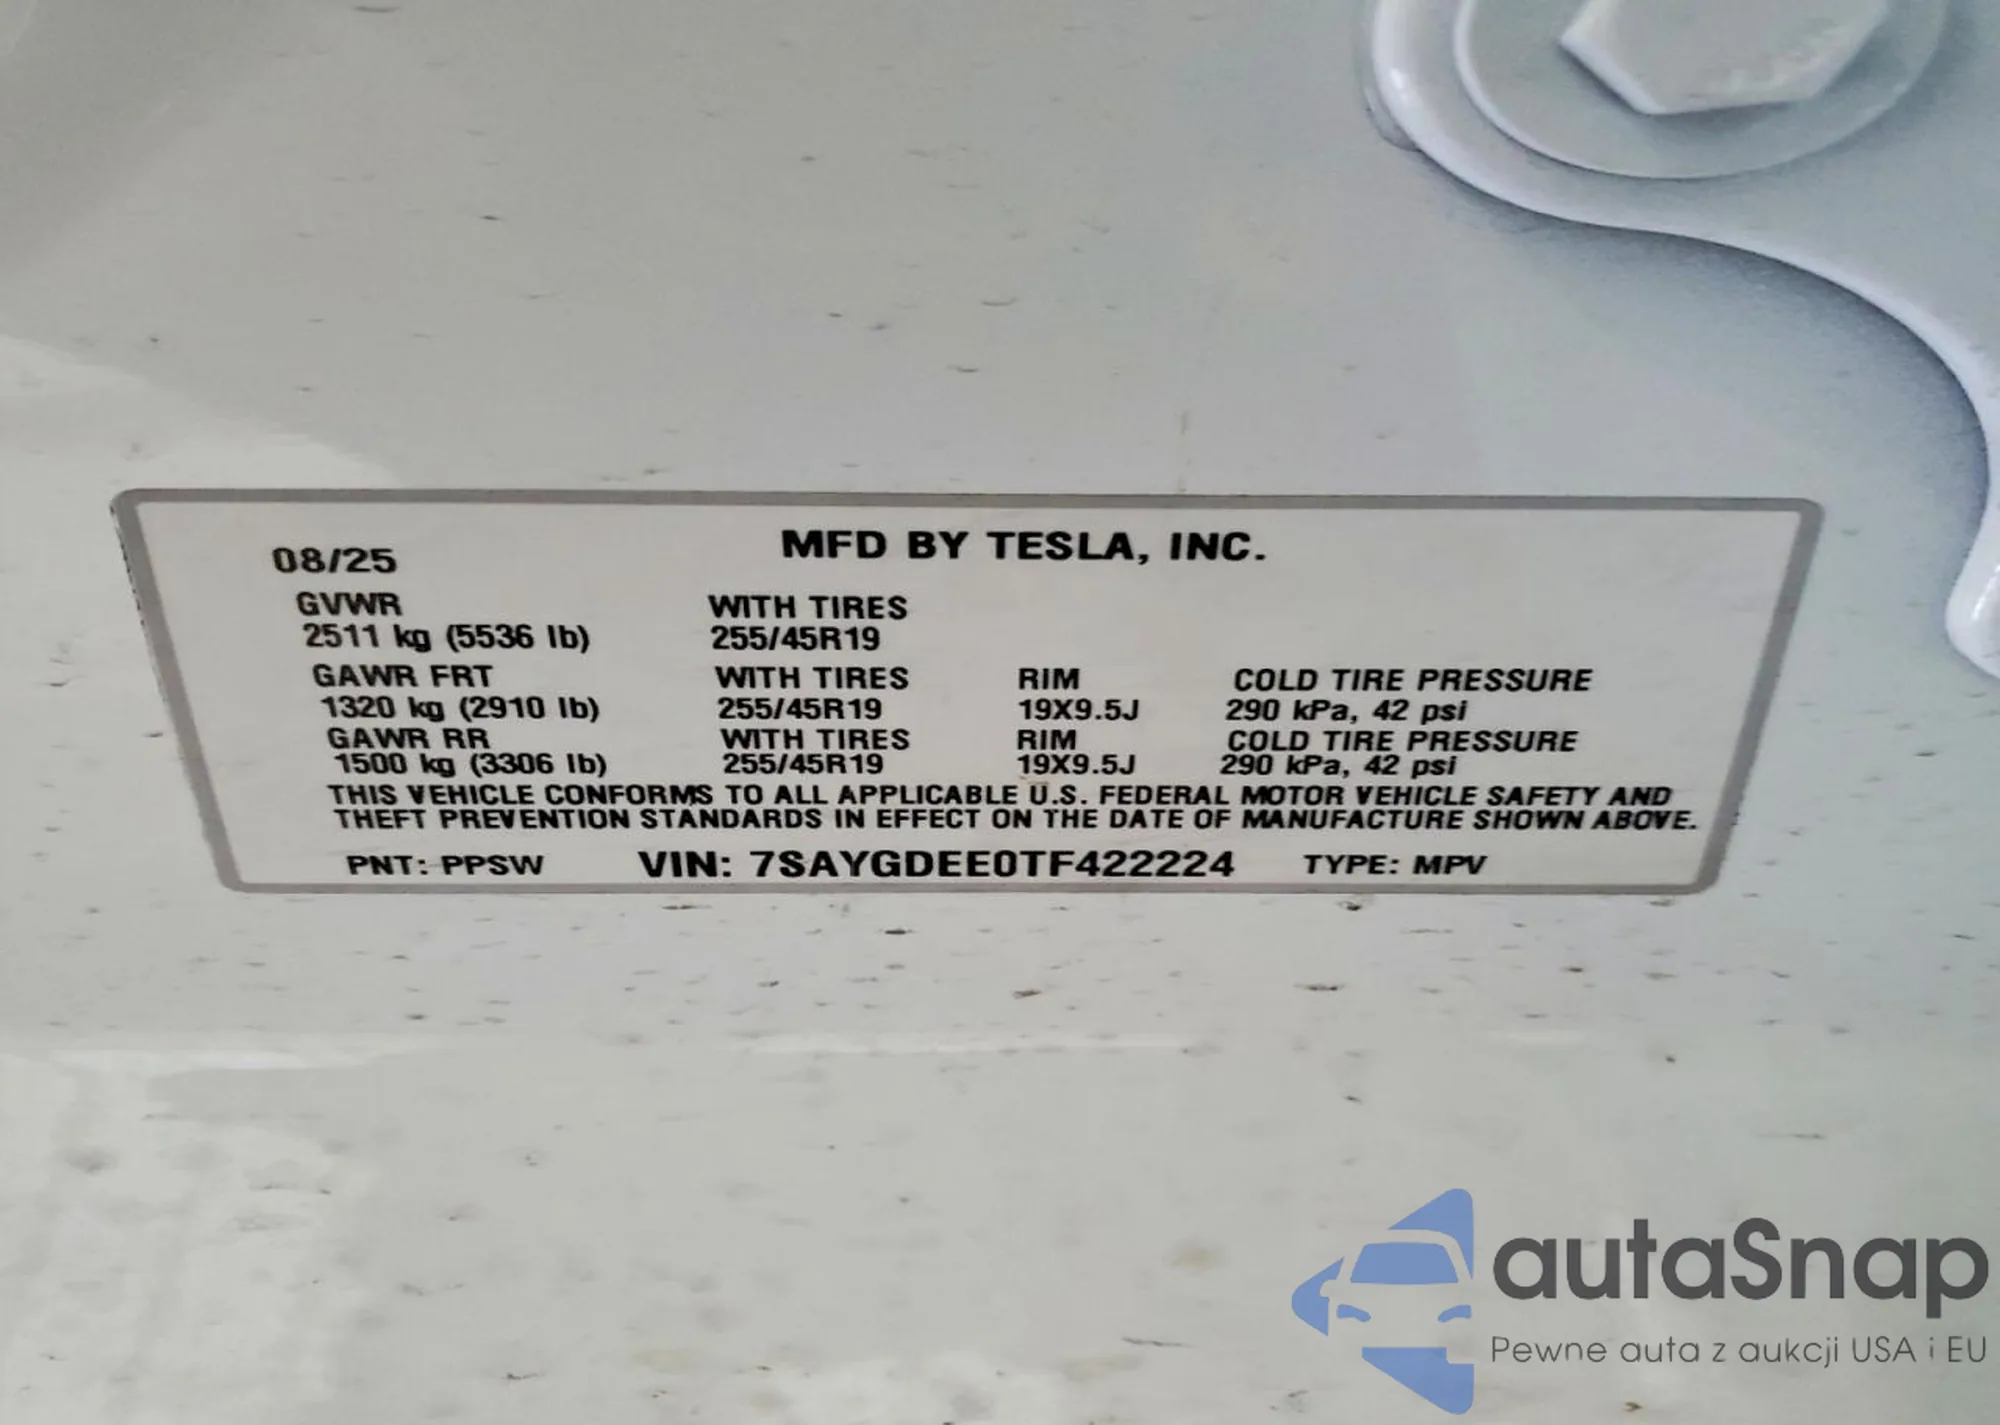 MFD BY TESLA, INC.
08/25
GVWR WITH TIRES
2511 kg (5536 lb) 255/45R19
GAWR FRT WITH TIRES RIM COLD TIRE PRESSURE
1320 kg (2910 lb) 255/45R19 19X9.5J 290 kPa, 42 psi
GAWR RR WITH TIRES RIM COLD TIRE PRESSURE
1500 kg (3306 lb) 255/45R19 19X9.5J 290 kPa, 42 psi
THIS VEHICLE CONFORMS TO ALL APPLICABLE U.S. FEDERAL MOTOR VEHICLE SAFETY AND
THEFT PREVENTION STANDARDS IN EFFECT ON THE DATE OF MANUFACTURE SHOWN ABOVE.
PNT: PPSW VIN: 7SAYGDEE0TF422224 TYPE: MPV
autaSnap
Pewne auta z aukcji USA i EU